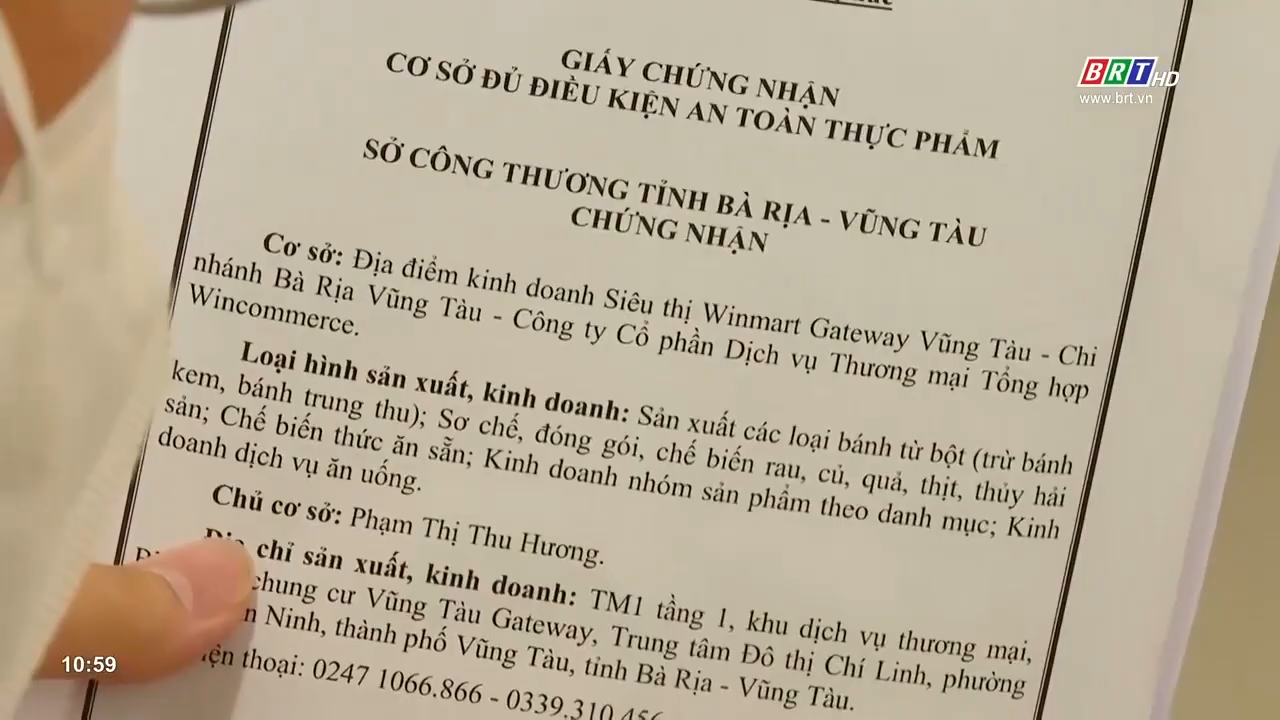 GIẤY CHỨNG NHẬN
CƠ SỞ ĐỦ ĐIỀU KIỆN AN TOÀN THỰC PHẨM
BRT HD
www.brt.vn
SỞ CÔNG THƯƠNG TỈNH BÀ RỊA - VŨNG TÀU
CHỨNG NHẬN
Cơ sở: Địa điểm kinh doanh Siêu thị Winmart Gateway Vũng Tàu - Chi
nhánh Bà Rịa Vũng Tàu - Công ty Cổ phần Dịch vụ Thương mại Tổng hợp
Wincommerce.
Loại hình sản xuất, kinh doanh: Sản xuất các loại bánh từ bột (trừ bánh
kem, bánh trung thu); Sơ chế, đóng gói, chế biến rau, củ, quả, thịt, thủy hải
sản; Chế biến thức ăn sẵn; Kinh doanh nhóm sản phẩm theo danh mục; Kinh
doanh dịch vụ ăn uống.
Chủ cơ sở: Phạm Thị Thu Hương.
chỉ sản xuất, kinh doanh: TM1 tầng 1, khu dịch vụ thương mại,
chung cư Vũng Tàu Gateway, Trung tâm Đô thị Chí Linh, phường
Ninh, thành phố Vũng Tàu, tỉnh Bà Rịa - Vũng Tàu.
thoại: 0247 1066.866 - 0339.310.456
10:59